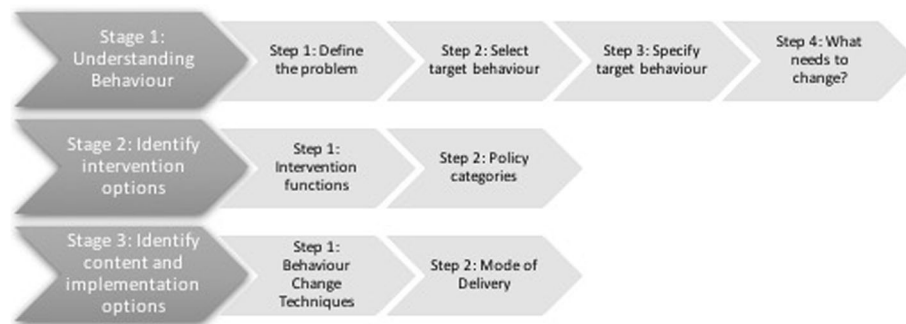 Stage 1:
Understanding
Behaviour
Step 1: Define
the problem
Step 2: Select
target behaviour
Step 3: Specify
target behaviour
Step 4: What
needs to
change?
Stage 2: Identify
intervention
options
Step 1:
Intervention
functions
Step 2: Policy
categories
Stage 3: Identify
content and
implementation
options
Step 1:
Behaviour
Change
Techniques
Step 2: Mode of
Delivery